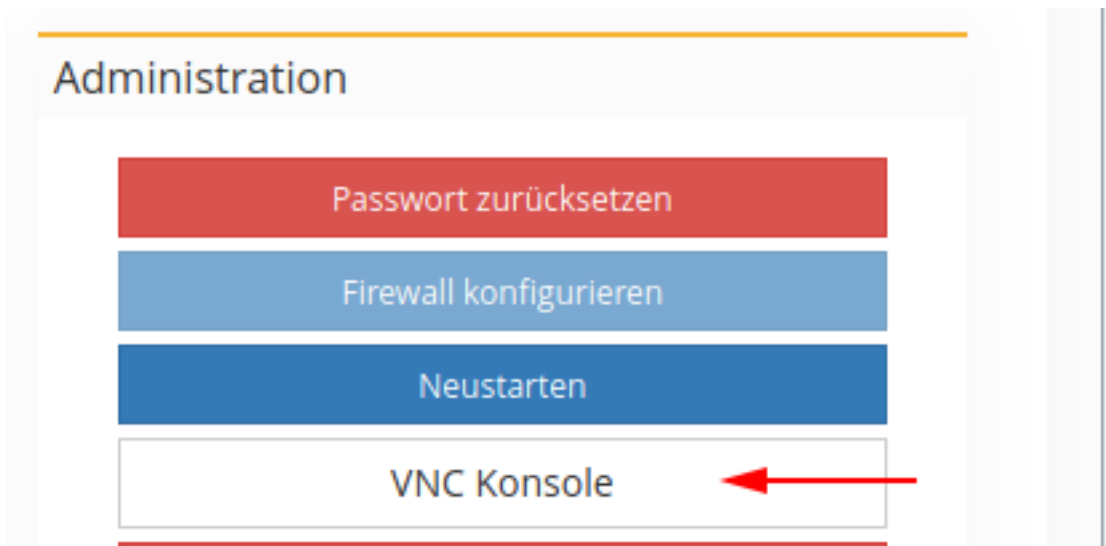 Administration
Passwort zurücksetzen
Firewall konfigurieren
Neustarten
VNC Konsole